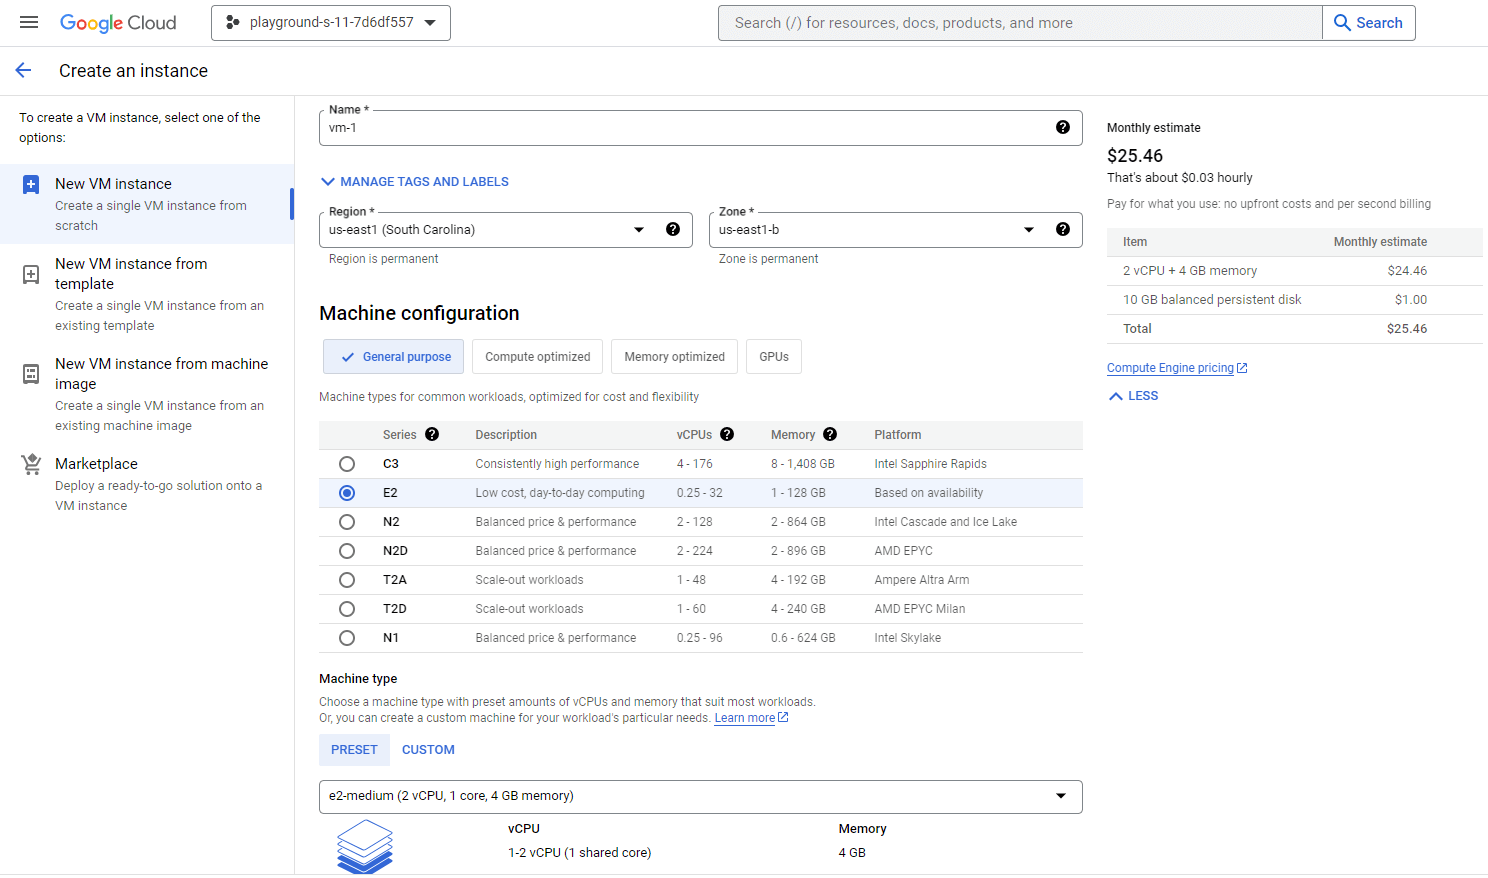 Google Cloud
playground-s-11-7d6df557
Search (/) for resources, docs, products, and more
Search
Create an instance
To create a VM instance, select one of the
options:
New VM instance
Create a single VM instance from
scratch
New VM instance from
template
Create a single VM instance from an
existing template
New VM instance from machine
image
Create a single VM instance from an
existing machine image
Marketplace
Deploy a ready-to-go solution onto a
VM instance
Name *
vm-1
MANAGE TAGS AND LABELS
Region *
us-east1 (South Carolina)
Region is permanent
Zone *
us-east1-b
Zone is permanent
Machine configuration
General purpose
Compute optimized
Memory optimized
GPUs
Machine types for common workloads, optimized for cost and flexibility
Series Description vCPUs Memory Platform
C3 Consistently high performance 4 - 176 8 - 1,408 GB Intel Sapphire Rapids
E2 Low cost, day-to-day computing 0.25 - 32 1 - 128 GB Based on availability
N2 Balanced price & performance 2 - 128 2 - 864 GB Intel Cascade and Ice Lake
N2D Balanced price & performance 2 - 224 2 - 896 GB AMD EPYC
T2A Scale-out workloads 1 - 48 4 - 192 GB Ampere Altra Arm
T2D Scale-out workloads 1 - 60 4 - 240 GB AMD EPYC Milan
N1 Balanced price & performance 0.25 - 96 0.6 - 624 GB Intel Skylake
Machine type
Choose a machine type with preset amounts of vCPUs and memory that suit most workloads.
Or, you can create a custom machine for your workload's particular needs. Learn more
PRESET
CUSTOM
e2-medium (2 vCPU, 1 core, 4 GB memory)
vCPU
1-2 vCPU (1 shared core)
Memory
4 GB
Monthly estimate
$25.46
That's about $0.03 hourly
Pay for what you use: no upfront costs and per second billing
Item Monthly estimate
2 vCPU + 4 GB memory $24.46
10 GB balanced persistent disk $1.00
Total $25.46
Compute Engine pricing
LESS